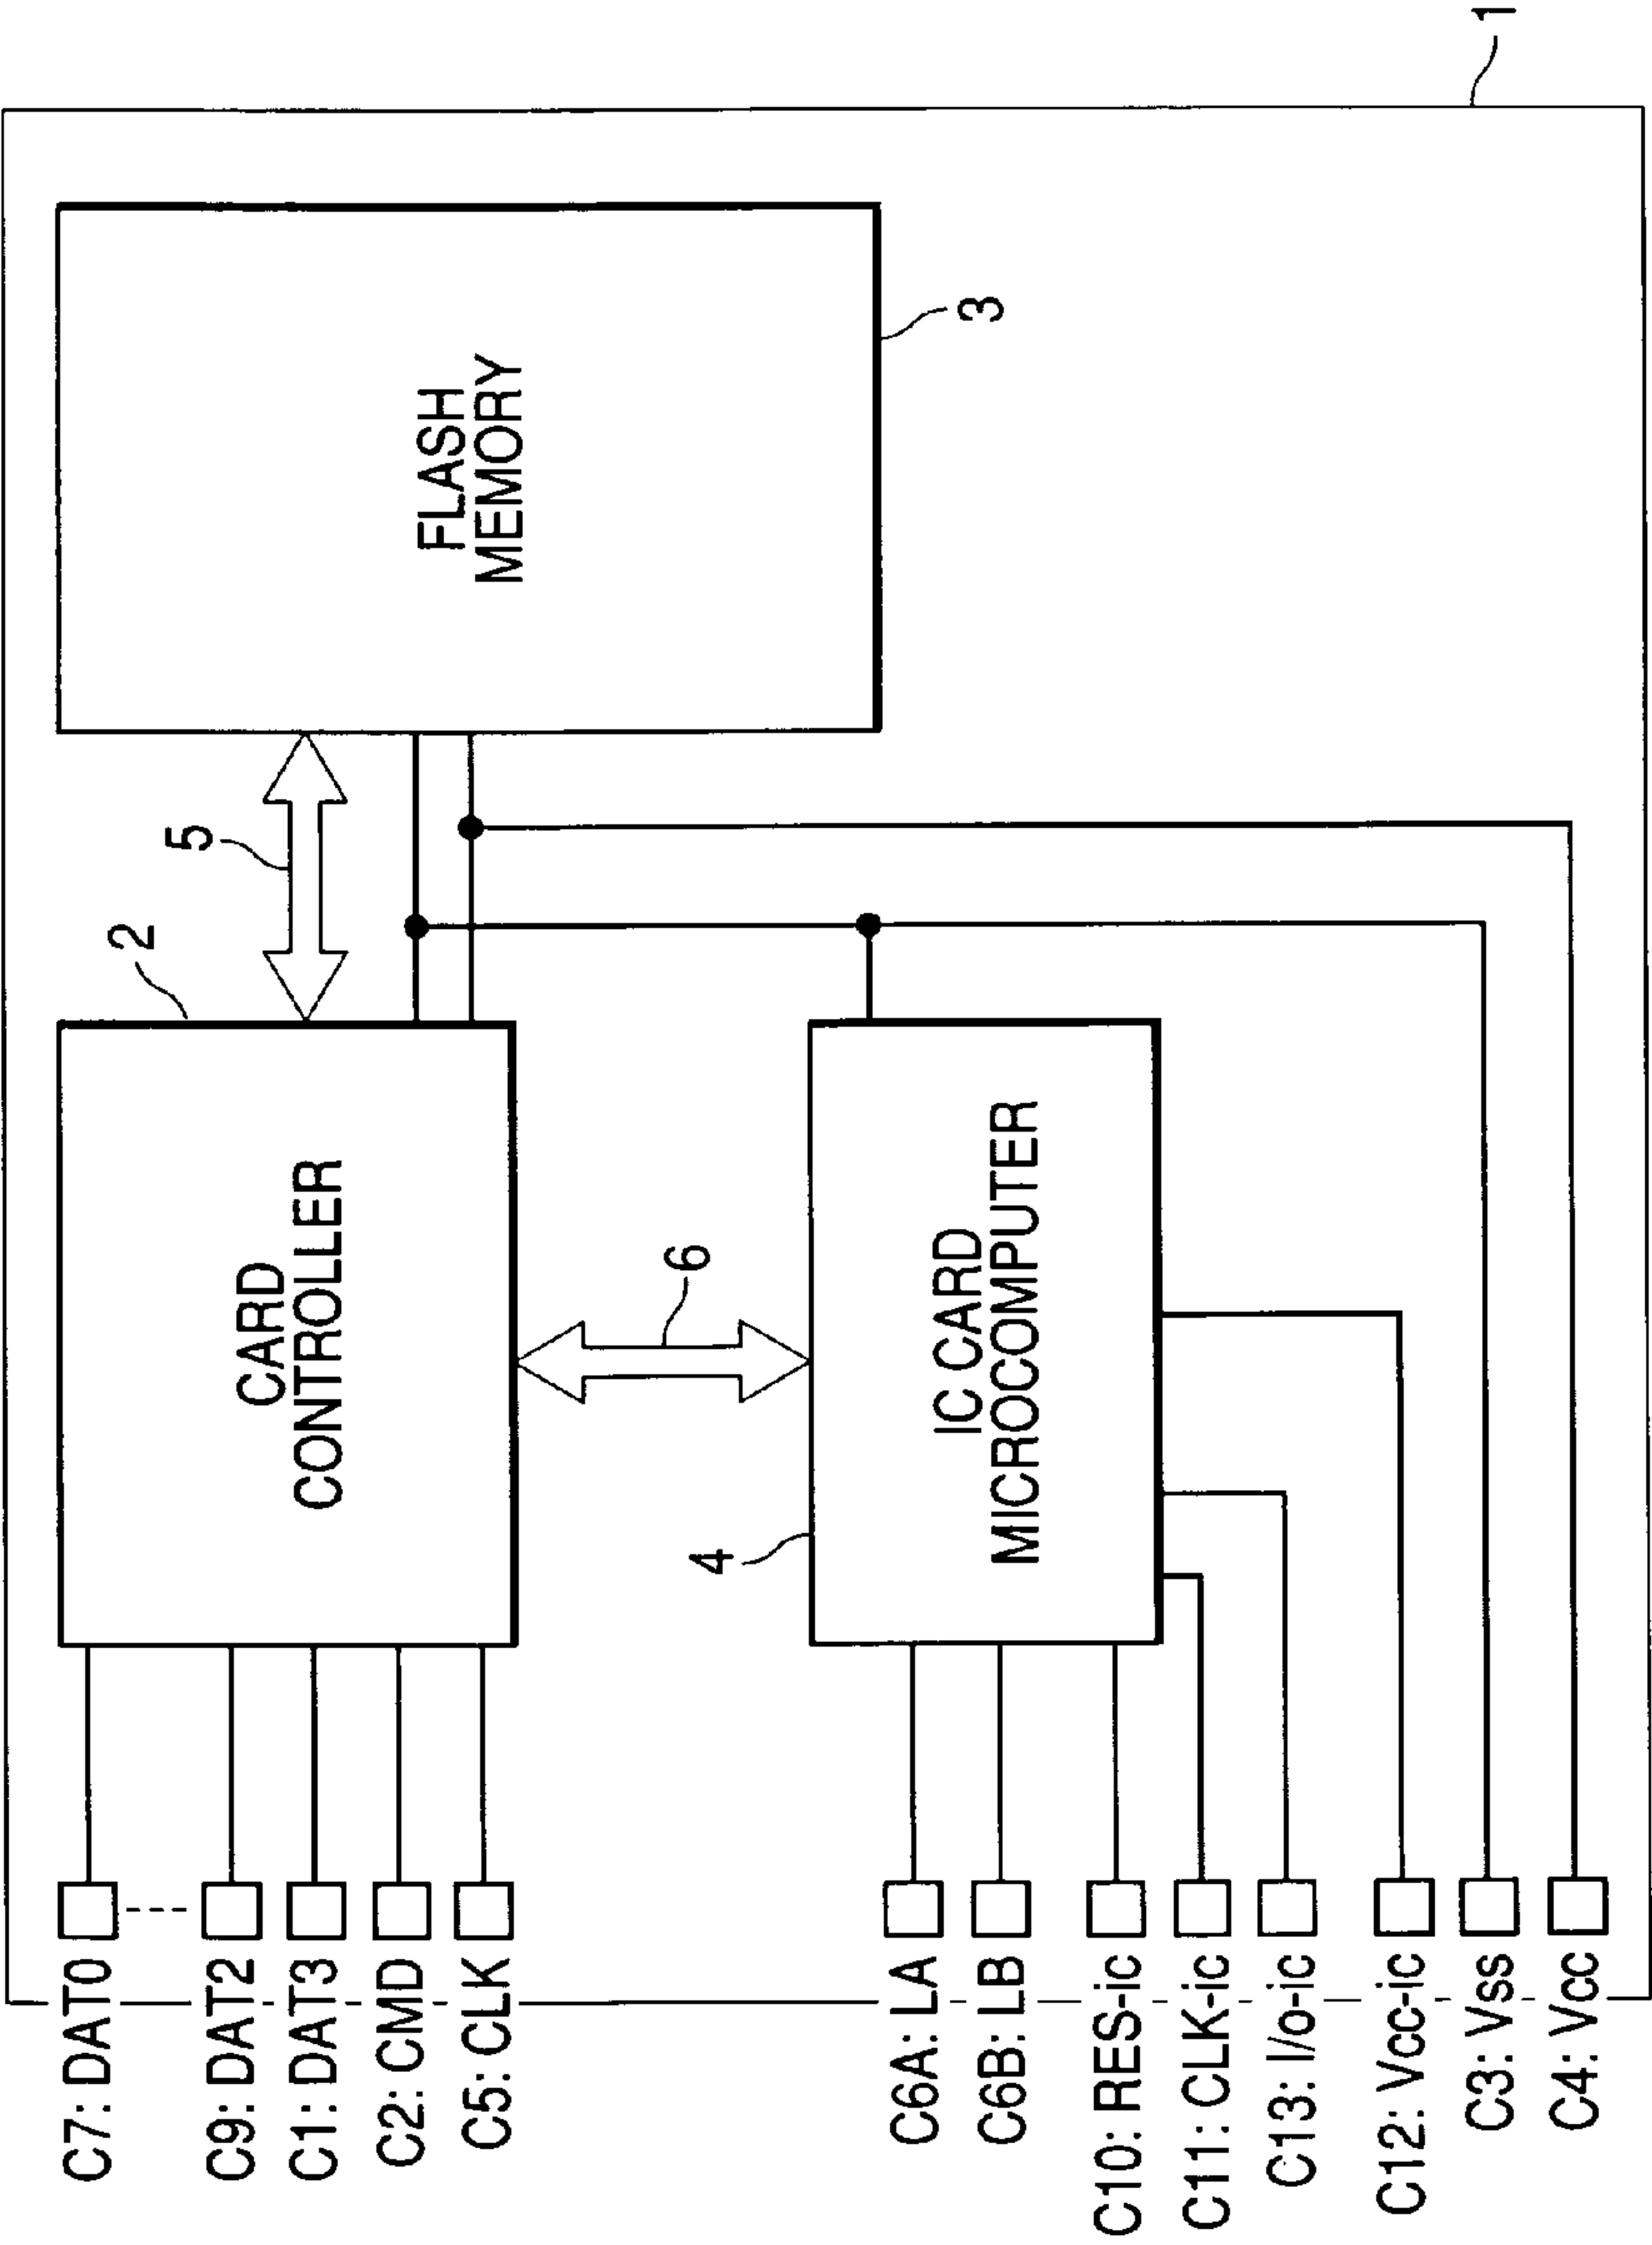 1
C7: DAT0
C9: DAT2
C1: DAT3
C2: CMD
C5: CLK
CARD
CONTROLLER
2
5
FLASH
MEMORY
3
6
4
IC CARD
MICROCOMPUTER
C6A: LA
C6B: LB
C10: RES-ic
C11: CLK-ic
C13: I/o-ic
C12: Vcc-ic
C3: Vss
C4: Vcc